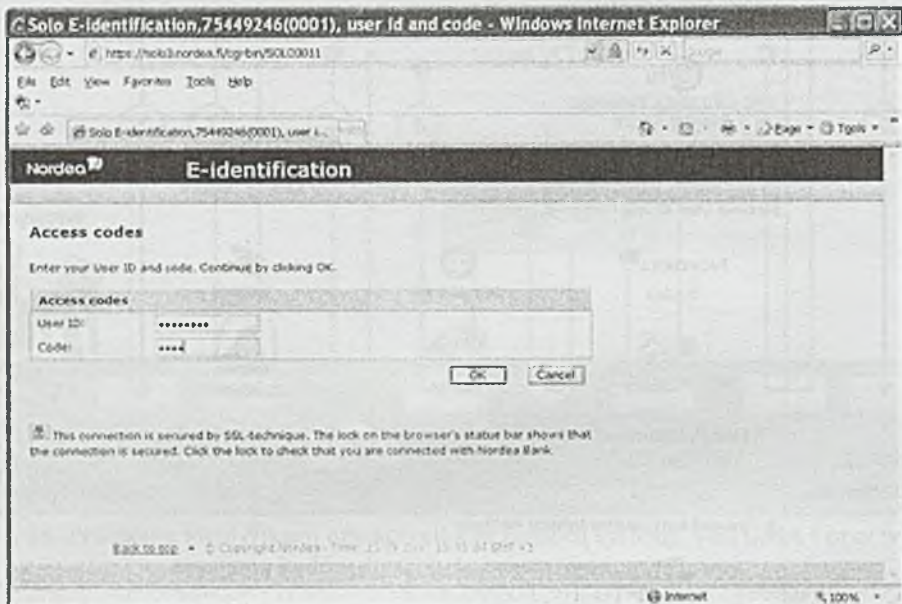 Solo E-identification,75449246(0001), user id and code - Windows Internet Explorer
File Edit View Favorites Tools Help
Solo E-identification,75449246(0001), user i...
Page Tools
Nordea E-identification
Access codes
Enter your User ID and code. Continue by clicking OK.
Access codes
User ID: ••••••••
Code: ••••
OK Cancel
This connection is secured by SSL-technique. The lock on the browser's status bar shows that
the connection is secured. Click the lock to check that you are connected with Nordea Bank.
Back to top • © Copyright Nordea - Time:
Internet 100%